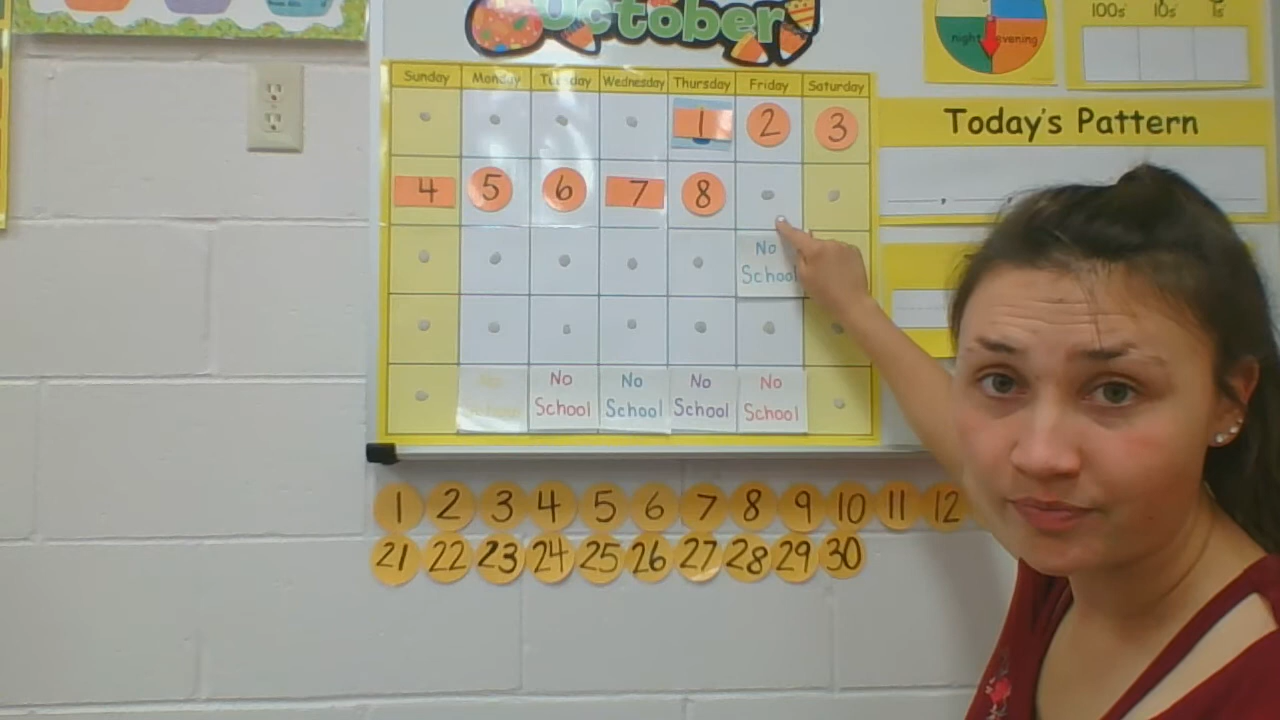 October
Sunday Monday Tuesday Wednesday Thursday Friday Saturday
1 2 3
4 5 6 7 8
No
School
No No No No No
School School School School School
1 2 3 4 5 6 7 8 9 10 11 12
21 22 23 24 25 26 27 28 29 30
night evening
100s 10s 1s
Today's Pattern